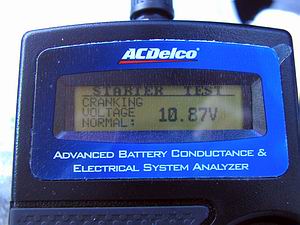 ACDelco
STARTER TEST
CRANKING
VOLTAGE 10.87V
NORMAL:
ADVANCED BATTERY CONDUCTANCE &
ELECTRICAL SYSTEM ANALYZER